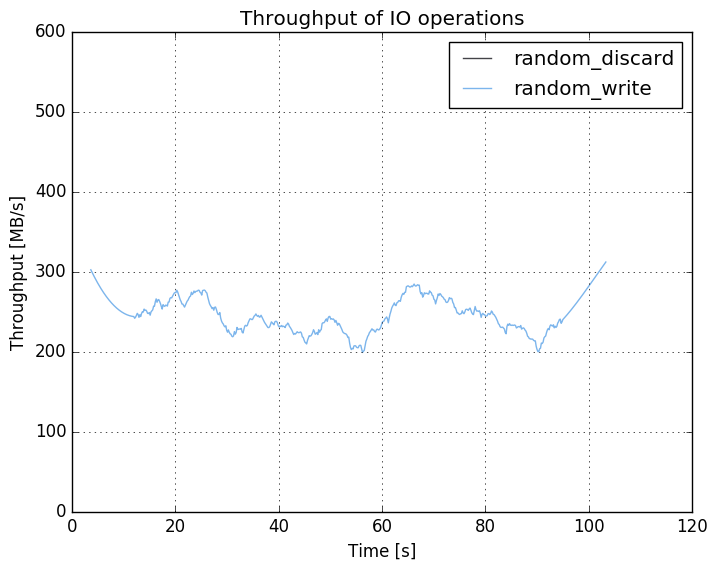 Throughput of IO operations
random_discard
random_write
Throughput [MB/s]
600
500
400
300
200
100
0
0 20 40 60 80 100 120
Time [s]